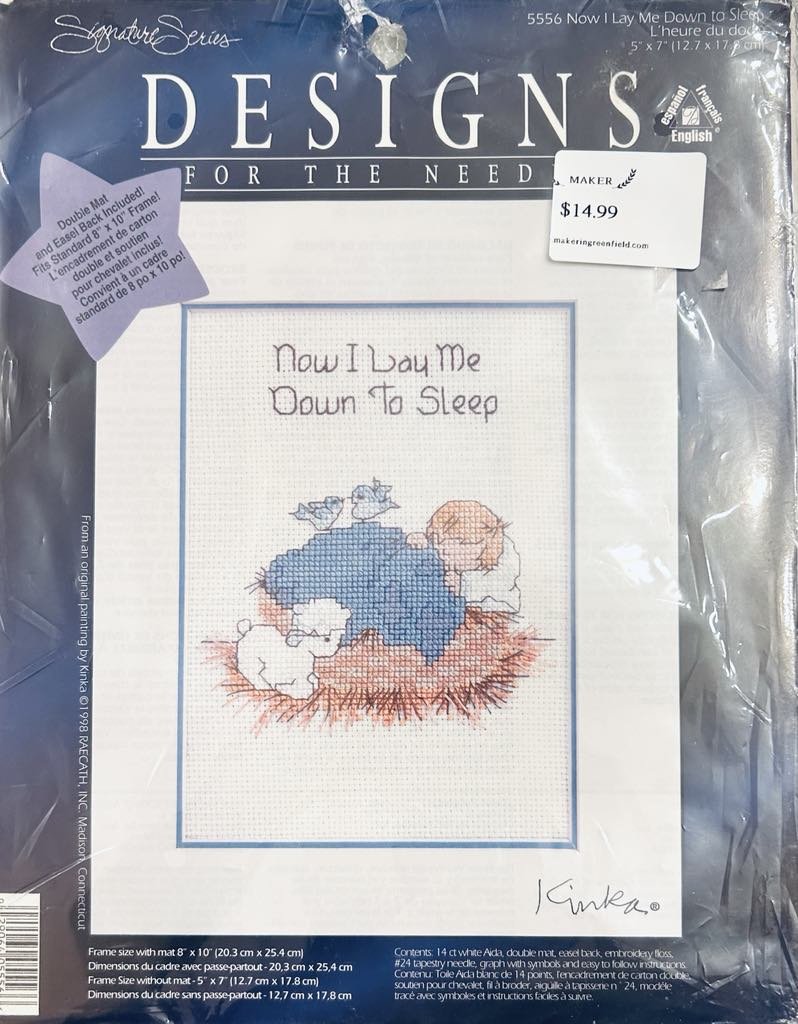 Signature Series
5556 Now I Lay Me Down to Sleep
L'heure du dodo
5" x 7" (12.7 x 17.8 cm)
DESIGNS
FOR THE NEED
español
français
English
®
MAKER
$14.99
makeringreenfield.com
Double Mat
and Easel Back Included!
Fits Standard 8" x 10" Frame!
L'encadrement de carton
double et soutien
pour chevalet inclus!
Convient à un cadre
standard de 8 po x 10 po!
Now I Lay Me
Down To Sleep
From an original painting by Kinka ©1998 RAECATH, INC. Madison, Connecticut
Kinka®
Frame size with mat 8" x 10" (20.3 cm x 25.4 cm)
Dimensions du cadre avec passe-partout - 20,3 cm x 25,4 cm
Frame Size without mat - 5" x 7" (12.7 cm x 17.8 cm)
Dimensions du cadre sans passe-partout - 12,7 cm x 17,8 cm
Contents: 14 ct white Aida, double mat, easel back, embroidery floss,
#24 tapestry needle, graph with symbols and easy to follow instructions.
Contenu: Toile Aida blanc de 14 points, l'encadrement de carton double,
soutien pour chevalet, fil à broder, aiguille à tapisserie n° 24, modèle
tracé avec symboles et instructions faciles à suivre.